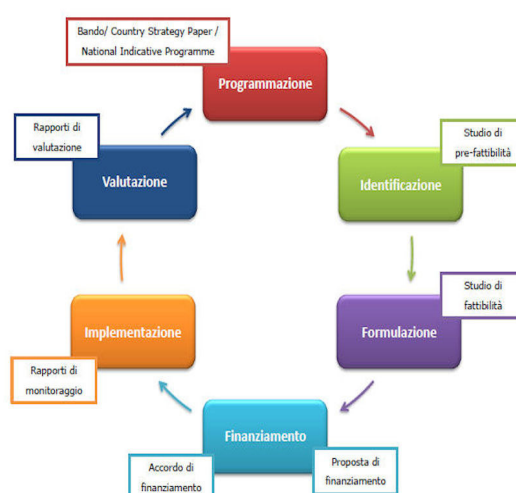 Bando/ Country Strategy Paper /
National Indicative Programme
Programmazione
Studio di
pre-fattibilità
Identificazione
Studio di
fattibilità
Formulazione
Finanziamento
Proposta di
finanziamento
Accordo di
finanziamento
Implementazione
Rapporti di
monitoraggio
Rapporti di
valutazione
Valutazione